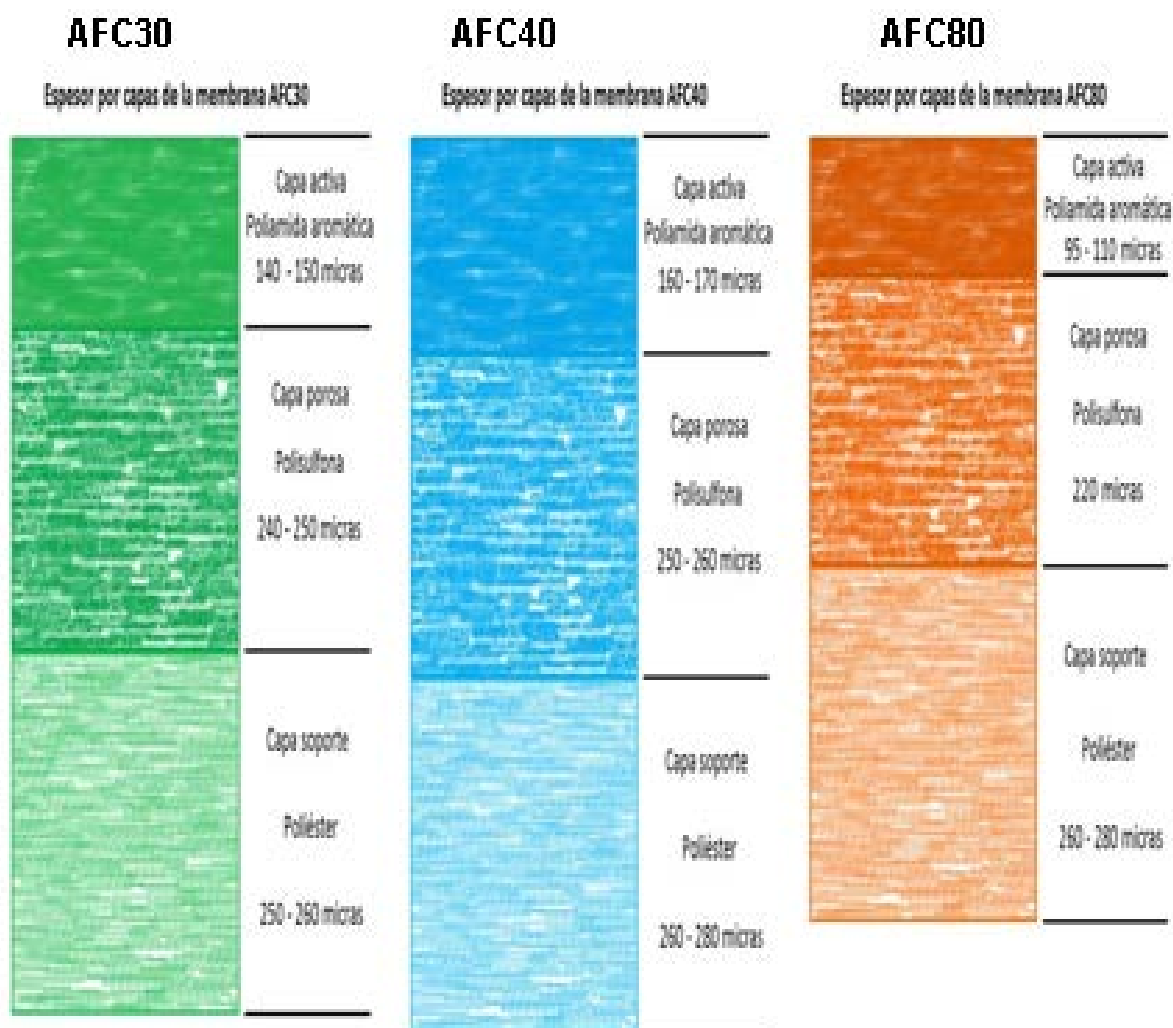 AFC30
Espesor por capas de la membrana AFC30
Capa activa
Poliamida aromática
140 - 150 micras
Capa porosa
Polisulfona
240 - 250 micras
Capa soporte
Poliéster
250 - 260 micras
AFC40
Espesor por capas de la membrana AFC40
Capa activa
Poliamida aromática
160 - 170 micras
Capa porosa
Polisulfona
250 - 260 micras
Capa soporte
Poliéster
260 - 280 micras
AFC80
Espesor por capas de la membrana AFC80
Capa activa
Poliamida aromática
95 - 110 micras
Capa porosa
Polisulfona
220 micras
Capa soporte
Poliéster
260 - 280 micras